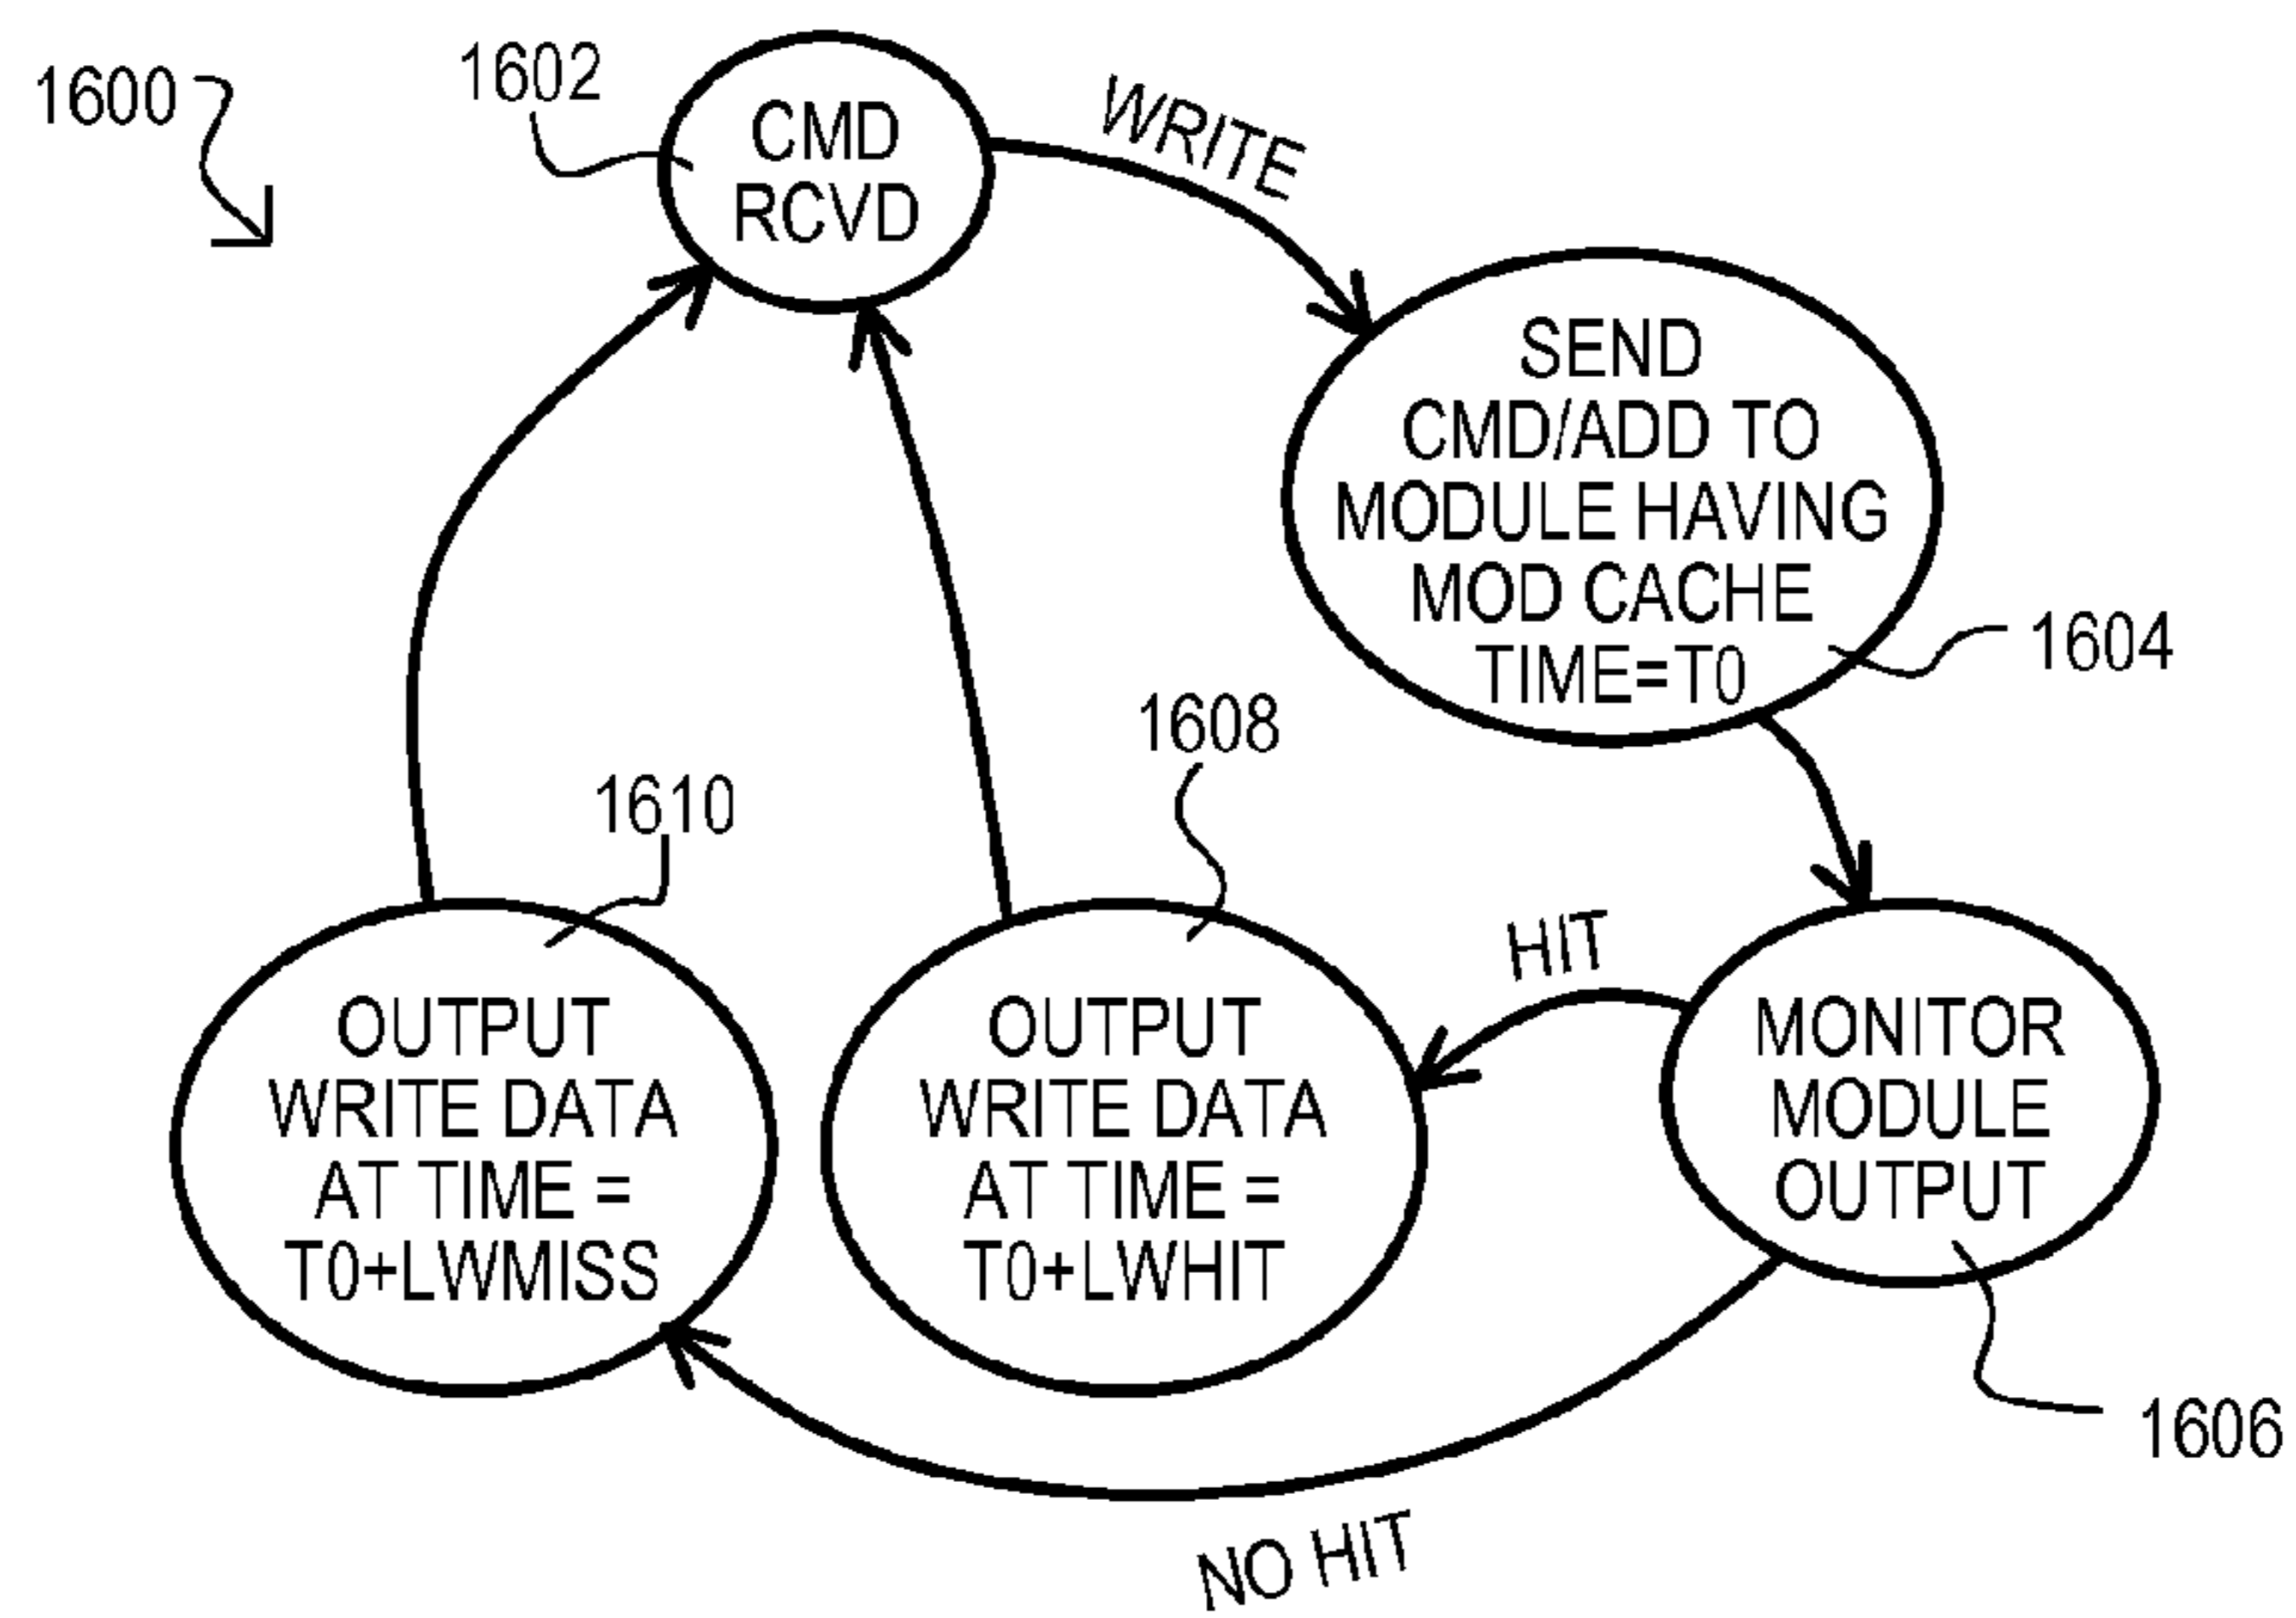 1600
1602
CMD
RCVD
WRITE
SEND
CMD/ADD TO
MODULE HAVING
MOD CACHE
TIME=T0
1604
1608
1610
HIT
OUTPUT
WRITE DATA
AT TIME =
T0+LWMISS
OUTPUT
WRITE DATA
AT TIME =
T0+LWHIT
MONITOR
MODULE
OUTPUT
1606
NO HIT